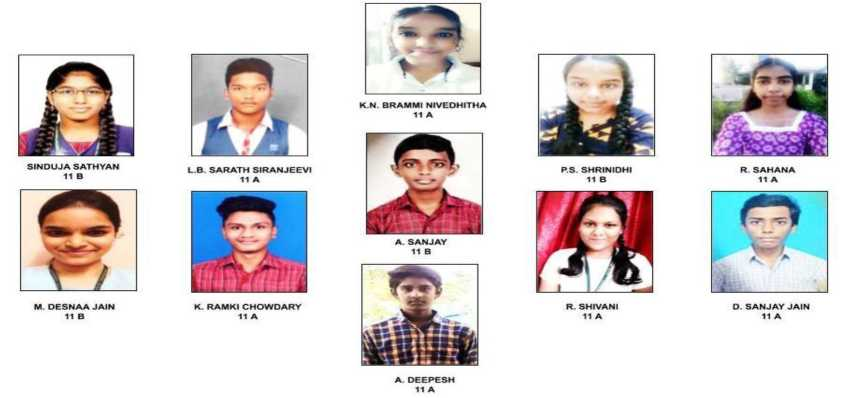 K.N. BRAMMI NIVEDHITHA
11 A
SINDUJA SATHYAN
11 B
L.B. SARATH SIRANJEEVI
11 A
P.S. SHRINIDHI
11 B
R. SAHANA
11 A
A. SANJAY
11 B
M. DESNAA JAIN
11 B
K. RAMKI CHOWDARY
11 A
R. SHIVANI
11 A
D. SANJAY JAIN
11 A
A. DEEPESH
11 A